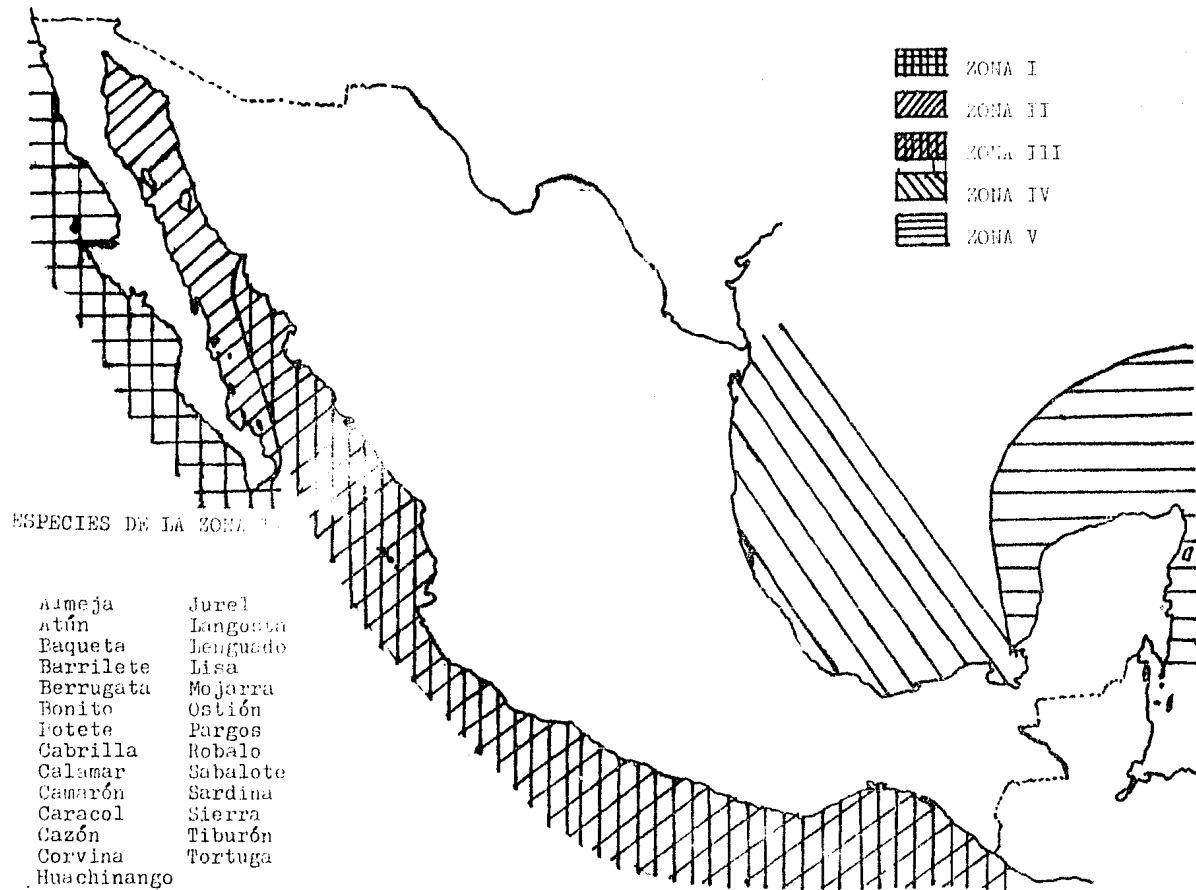 ZONA I
ZONA II
ZONA III
ZONA IV
ZONA V
ESPECIES DE LA ZONA
Almeja Jurel
Atún Langosta
Baqueta Lenguado
Barrilete Lisa
Berrugata Mojarra
Bonito Ostión
Botete Pargos
Cabrilla Robalo
Calamar Sabalote
Camarón Sardina
Caracol Sierra
Cazón Tiburón
Corvina Tortuga
Huachinango